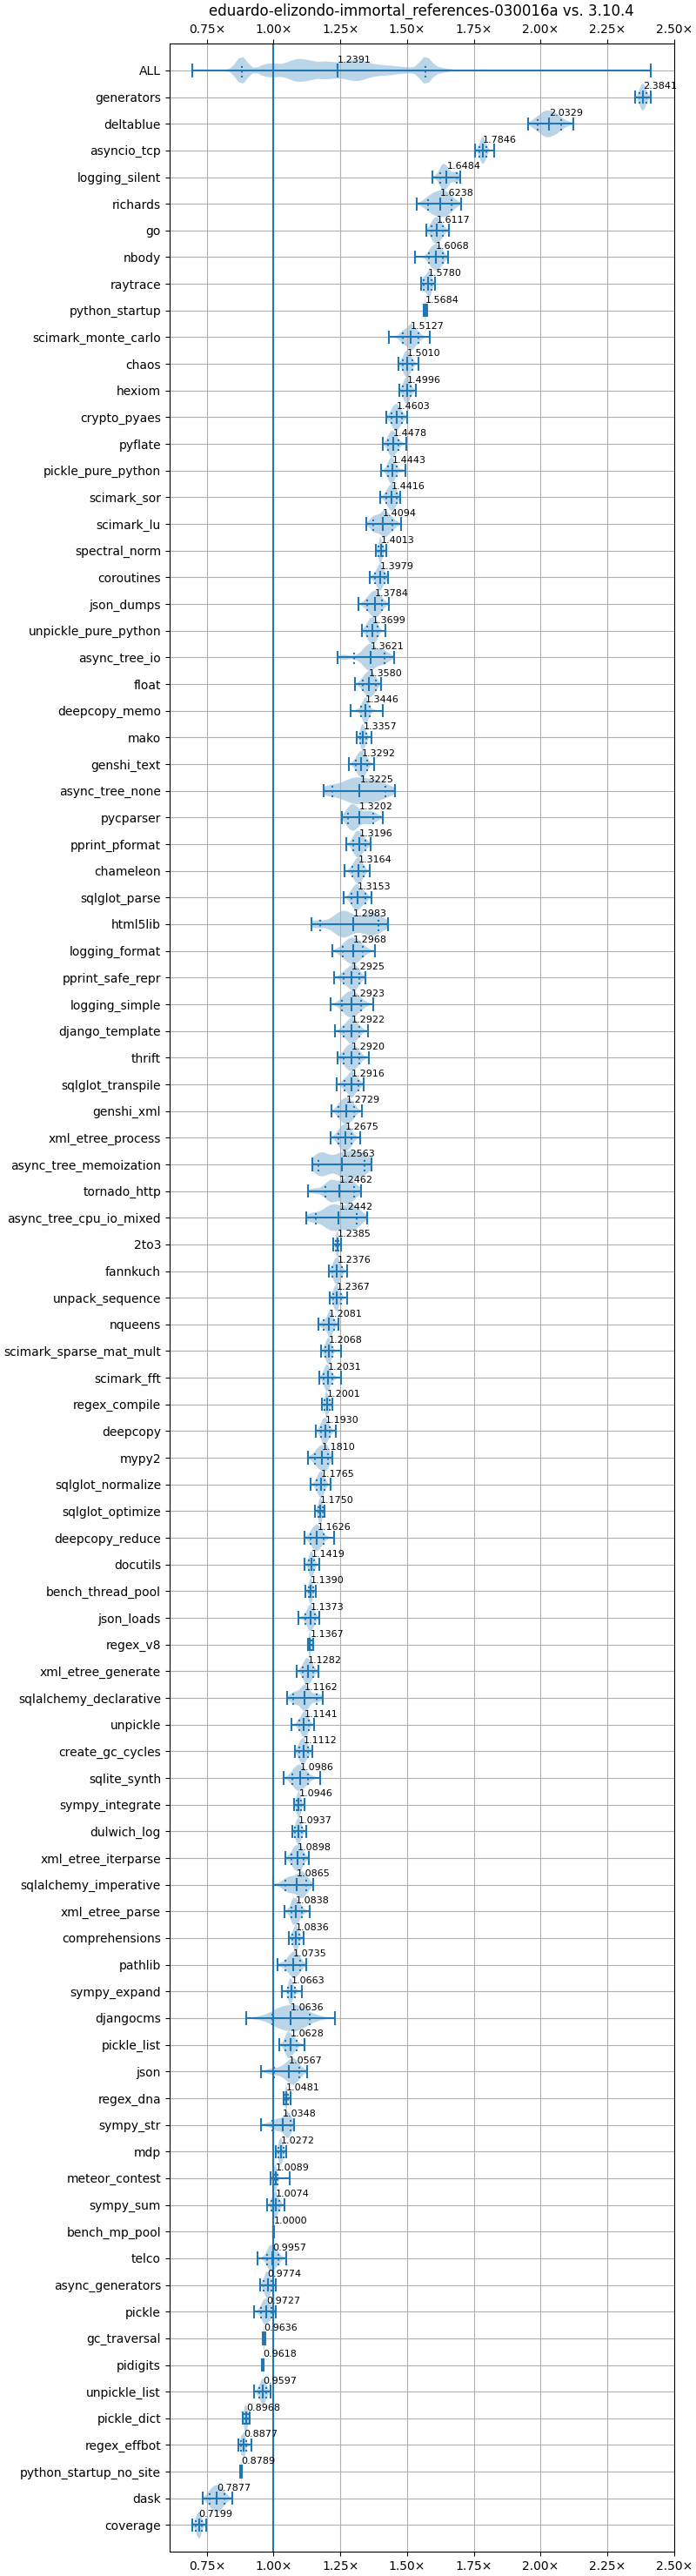 eduardo-elizondo-immortal_references-030016a vs. 3.10.4
0.75× 1.00× 1.25× 1.50× 1.75× 2.00× 2.25× 2.50×
ALL 1.2391
generators 2.3841
deltablue 2.0329
asyncio_tcp 1.7846
logging_silent 1.6484
richards 1.6238
go 1.6117
nbody 1.6068
raytrace 1.5780
python_startup 1.5684
scimark_monte_carlo 1.5127
chaos 1.5010
hexiom 1.4996
crypto_pyaes 1.4603
pyflate 1.4478
pickle_pure_python 1.4443
scimark_sor 1.4416
scimark_lu 1.4094
spectral_norm 1.4013
coroutines 1.3979
json_dumps 1.3784
unpickle_pure_python 1.3699
async_tree_io 1.3621
float 1.3580
deepcopy_memo 1.3446
mako 1.3357
genshi_text 1.3292
async_tree_none 1.3225
pycparser 1.3202
pprint_pformat 1.3196
chameleon 1.3164
sqlglot_parse 1.3153
html5lib 1.2983
logging_format 1.2968
pprint_safe_repr 1.2925
logging_simple 1.2923
django_template 1.2922
thrift 1.2920
sqlglot_transpile 1.2916
genshi_xml 1.2729
xml_etree_process 1.2675
async_tree_memoization 1.2563
tornado_http 1.2462
async_tree_cpu_io_mixed 1.2442
2to3 1.2385
fannkuch 1.2376
unpack_sequence 1.2367
nqueens 1.2081
scimark_sparse_mat_mult 1.2068
scimark_fft 1.2031
regex_compile 1.2001
deepcopy 1.1930
mypy2 1.1810
sqlglot_normalize 1.1765
sqlglot_optimize 1.1750
deepcopy_reduce 1.1626
docutils 1.1419
bench_thread_pool 1.1390
json_loads 1.1373
regex_v8 1.1367
xml_etree_generate 1.1282
sqlalchemy_declarative 1.1162
unpickle 1.1141
create_gc_cycles 1.1112
sqlite_synth 1.0986
sympy_integrate 1.0946
dulwich_log 1.0937
xml_etree_iterparse 1.0898
sqlalchemy_imperative 1.0865
xml_etree_parse 1.0838
comprehensions 1.0836
pathlib 1.0735
sympy_expand 1.0663
djangocms 1.0636
pickle_list 1.0628
json 1.0567
regex_dna 1.0481
sympy_str 1.0348
mdp 1.0272
meteor_contest 1.0089
sympy_sum 1.0074
bench_mp_pool 1.0000
telco 0.9957
async_generators 0.9774
pickle 0.9727
gc_traversal 0.9636
pidigits 0.9618
unpickle_list 0.9597
pickle_dict 0.8968
regex_effbot 0.8877
python_startup_no_site 0.8789
dask 0.7877
coverage 0.7199
0.75× 1.00× 1.25× 1.50× 1.75× 2.00× 2.25× 2.50×